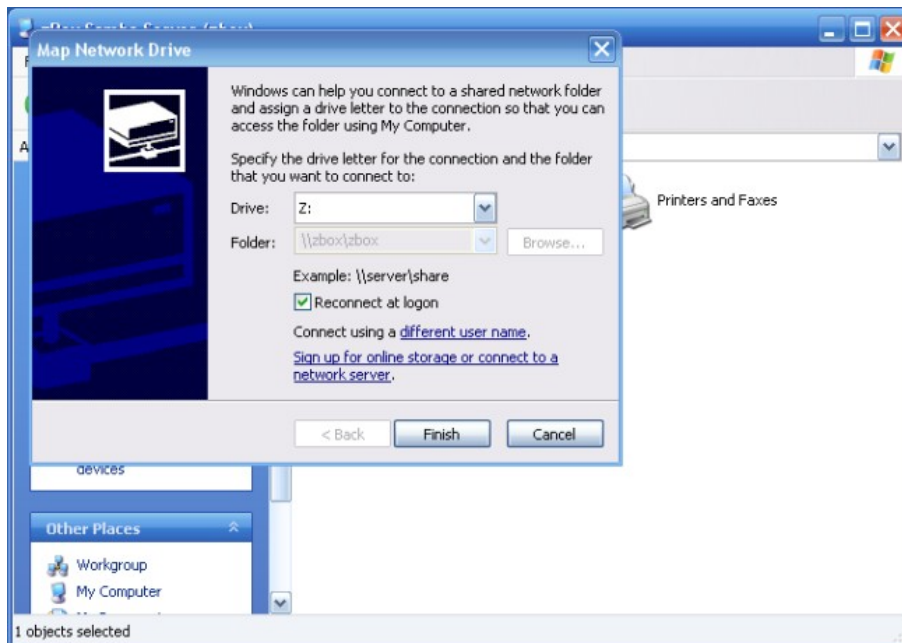 Map Network Drive
Windows can help you connect to a shared network folder
and assign a drive letter to the connection so that you can
access the folder using My Computer.
Specify the drive letter for the connection and the folder
that you want to connect to:
Drive: Z:
Folder: \\zbox\zbox Browse...
Example: \\server\share
Reconnect at logon
Connect using a different user name.
Sign up for online storage or connect to a
network server.
< Back Finish Cancel
Printers and Faxes
devices
Other Places
Workgroup
My Computer
1 objects selected